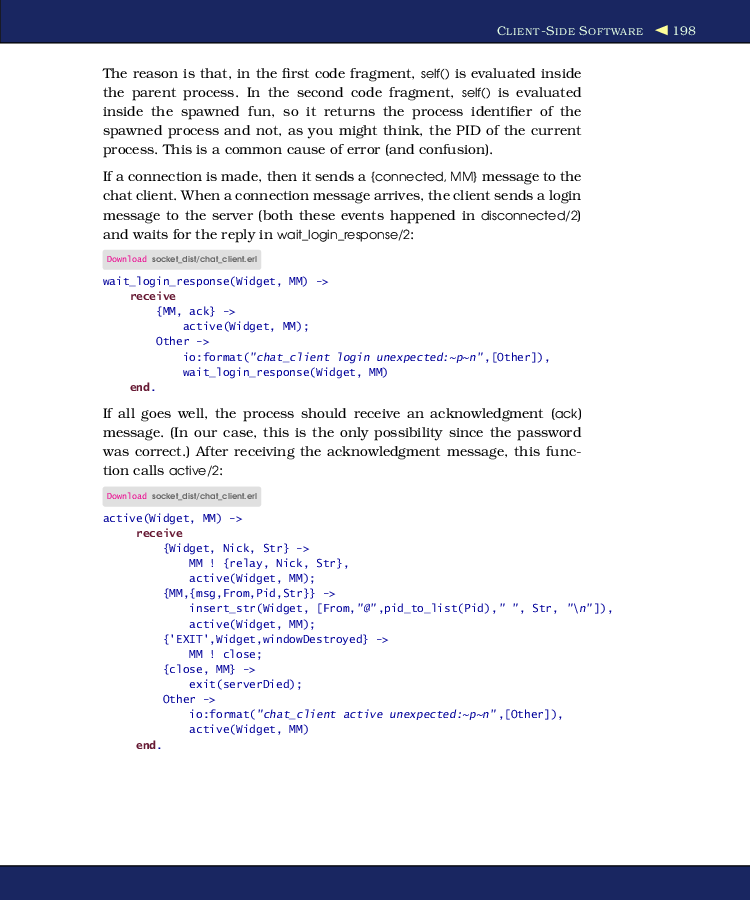 CLIENT-SIDE SOFTWARE ◀ 198
The reason is that, in the first code fragment, self() is evaluated inside
the parent process. In the second code fragment, self() is evaluated
inside the spawned fun, so it returns the process identifier of the
spawned process and not, as you might think, the PID of the current
process. This is a common cause of error (and confusion).
If a connection is made, then it sends a {connected, MM} message to the
chat client. When a connection message arrives, the client sends a login
message to the server (both these events happened in disconnected/2)
and waits for the reply in wait_login_response/2:
Download socket_dist/chat_client.erl
wait_login_response(Widget, MM) ->
    receive
        {MM, ack} ->
            active(Widget, MM);
        Other ->
            io:format("chat_client login unexpected:~p~n",[Other]),
            wait_login_response(Widget, MM)
    end.
If all goes well, the process should receive an acknowledgment (ack)
message. (In our case, this is the only possibility since the password
was correct.) After receiving the acknowledgment message, this func-
tion calls active/2:
Download socket_dist/chat_client.erl
active(Widget, MM) ->
     receive
         {Widget, Nick, Str} ->
             MM ! {relay, Nick, Str},
             active(Widget, MM);
         {MM,{msg,From,Pid,Str}} ->
             insert_str(Widget, [From,"@",pid_to_list(Pid)," ", Str, "\n"]),
             active(Widget, MM);
         {'EXIT',Widget,windowDestroyed} ->
             MM ! close;
         {close, MM} ->
             exit(serverDied);
         Other ->
             io:format("chat_client active unexpected:~p~n",[Other]),
             active(Widget, MM)
     end.